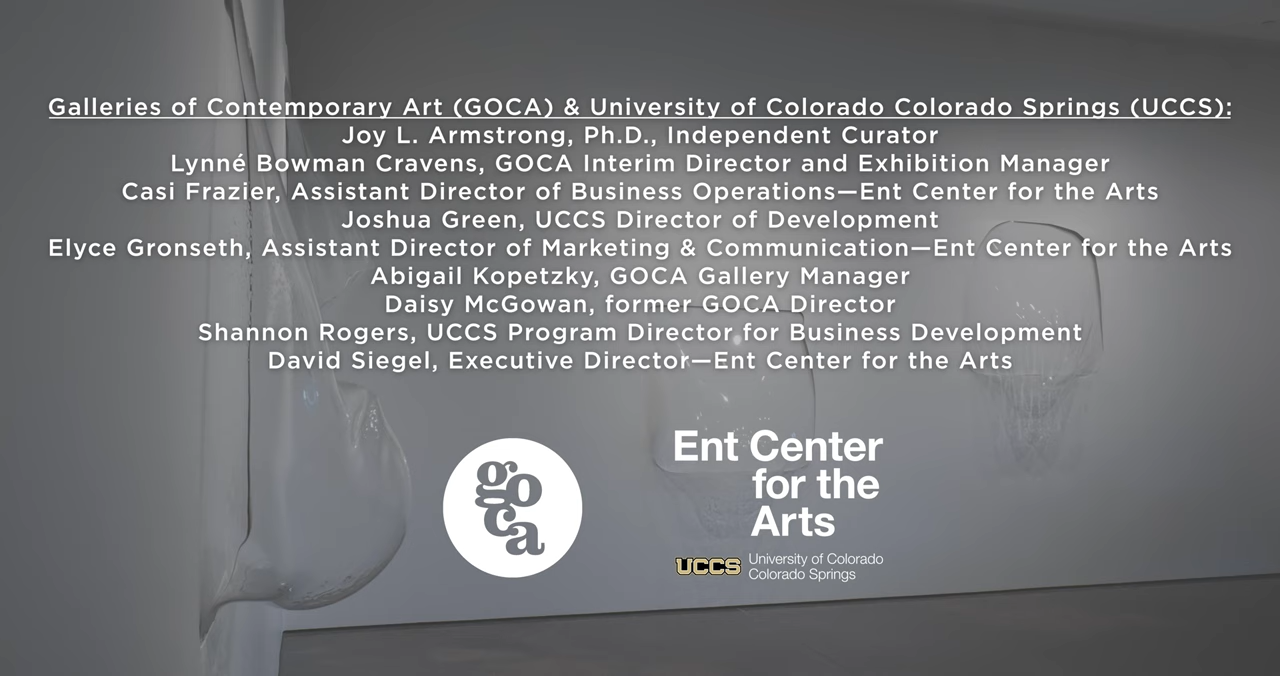 Galleries of Contemporary Art (GOCA) & University of Colorado Colorado Springs (UCCS):
Joy L. Armstrong, Ph.D., Independent Curator
Lynné Bowman Cravens, GOCA Interim Director and Exhibition Manager
Casi Frazier, Assistant Director of Business Operations—Ent Center for the Arts
Joshua Green, UCCS Director of Development
Elyce Gronseth, Assistant Director of Marketing & Communication—Ent Center for the Arts
Abigail Kopetzky, GOCA Gallery Manager
Daisy McGowan, former GOCA Director
Shannon Rogers, UCCS Program Director for Business Development
David Siegel, Executive Director—Ent Center for the Arts
go
ca
Ent Center
for the
Arts
UCCS University of Colorado
Colorado Springs